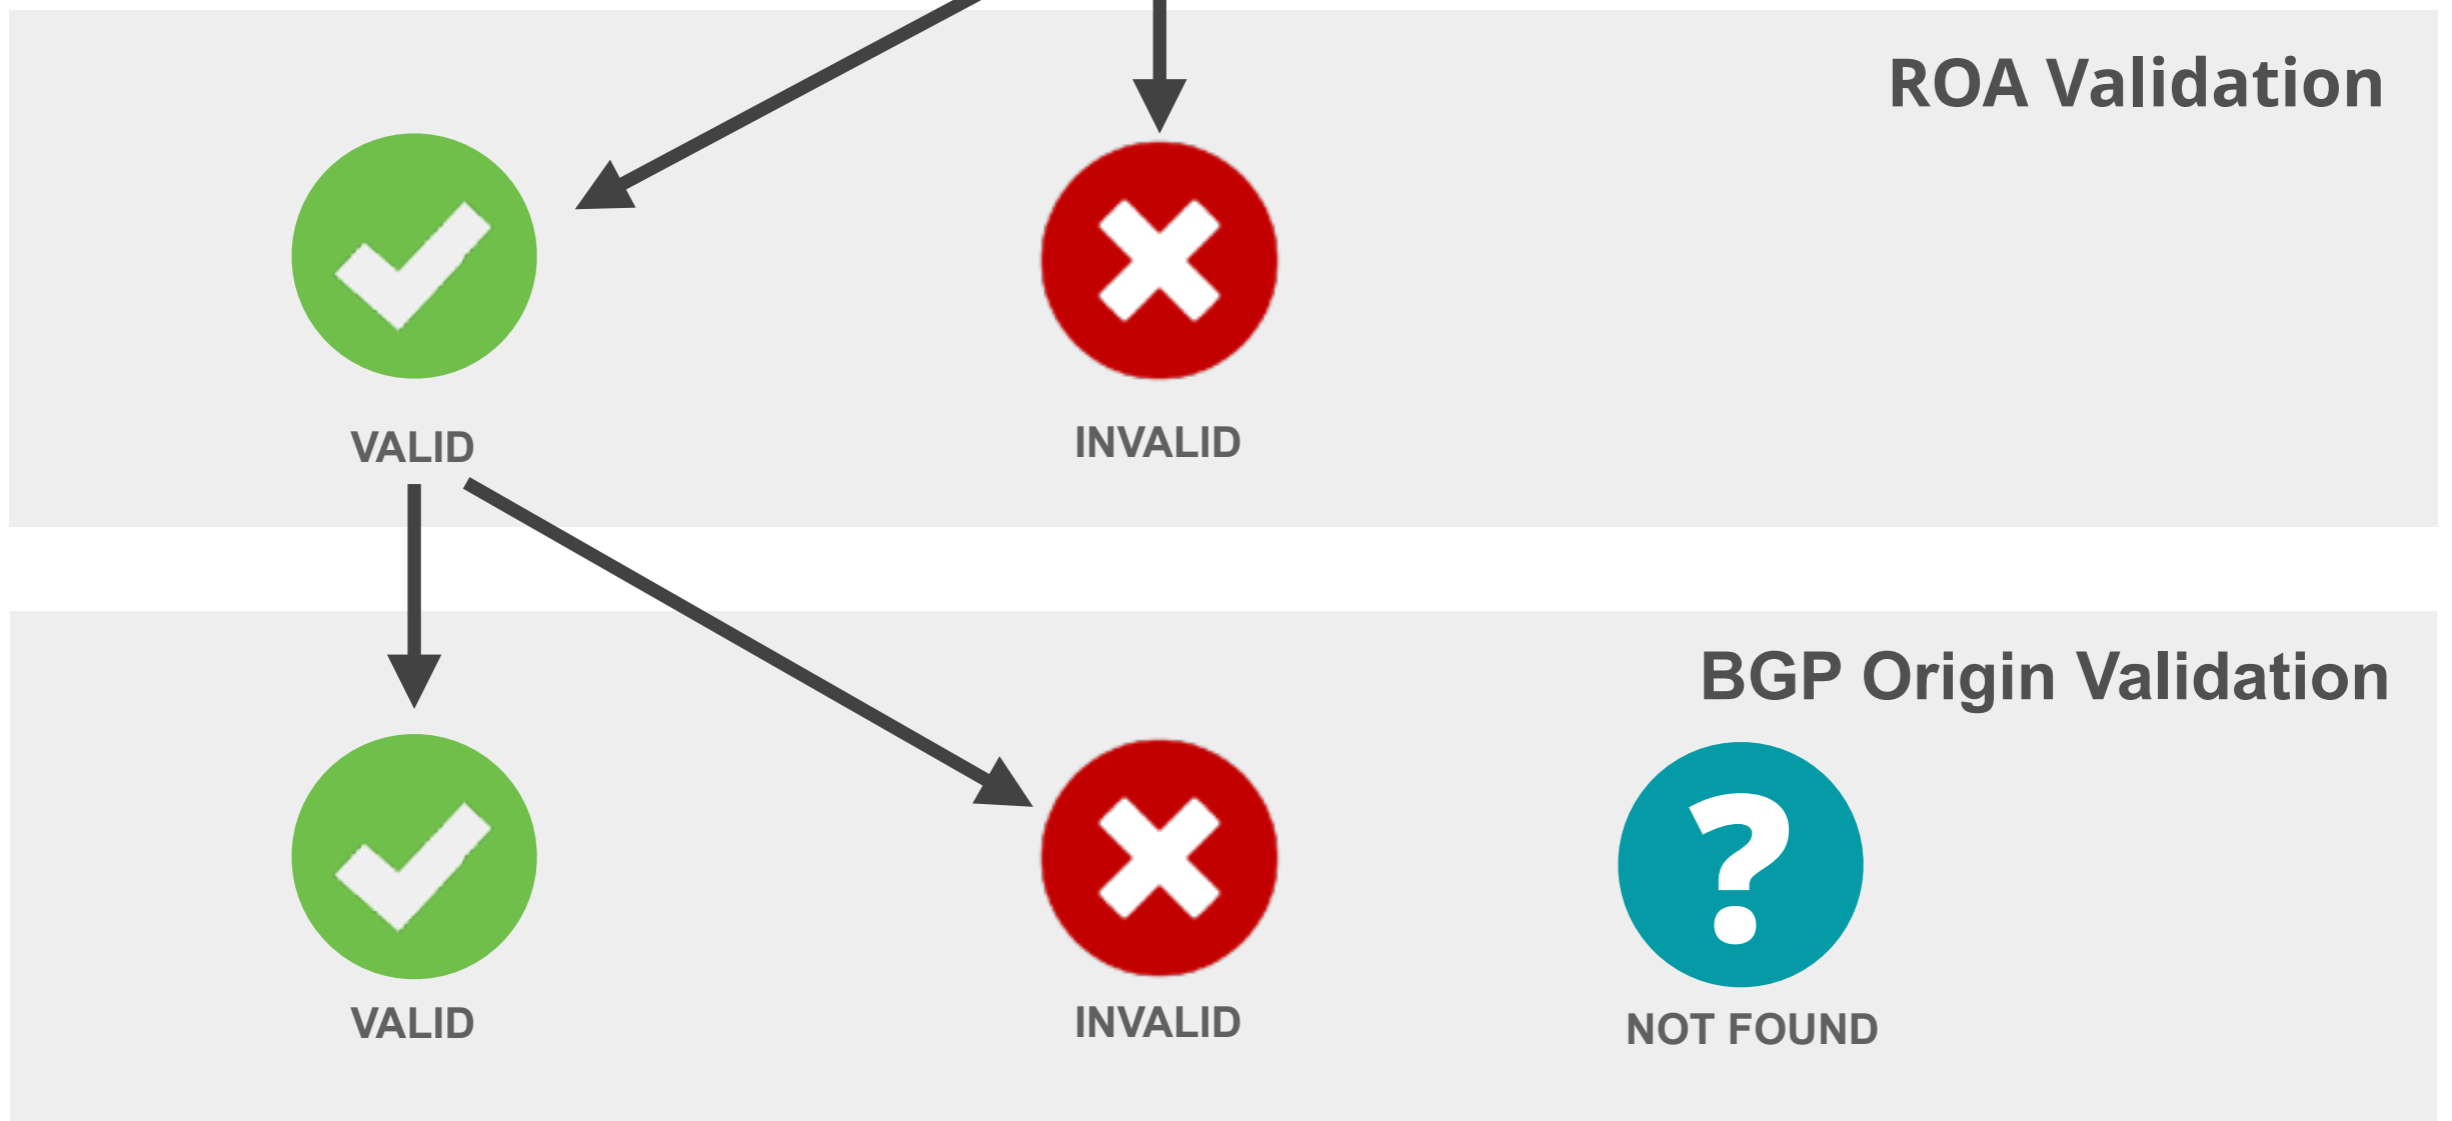 ROA Validation
VALID
INVALID
BGP Origin Validation
?
VALID
INVALID
NOT FOUND